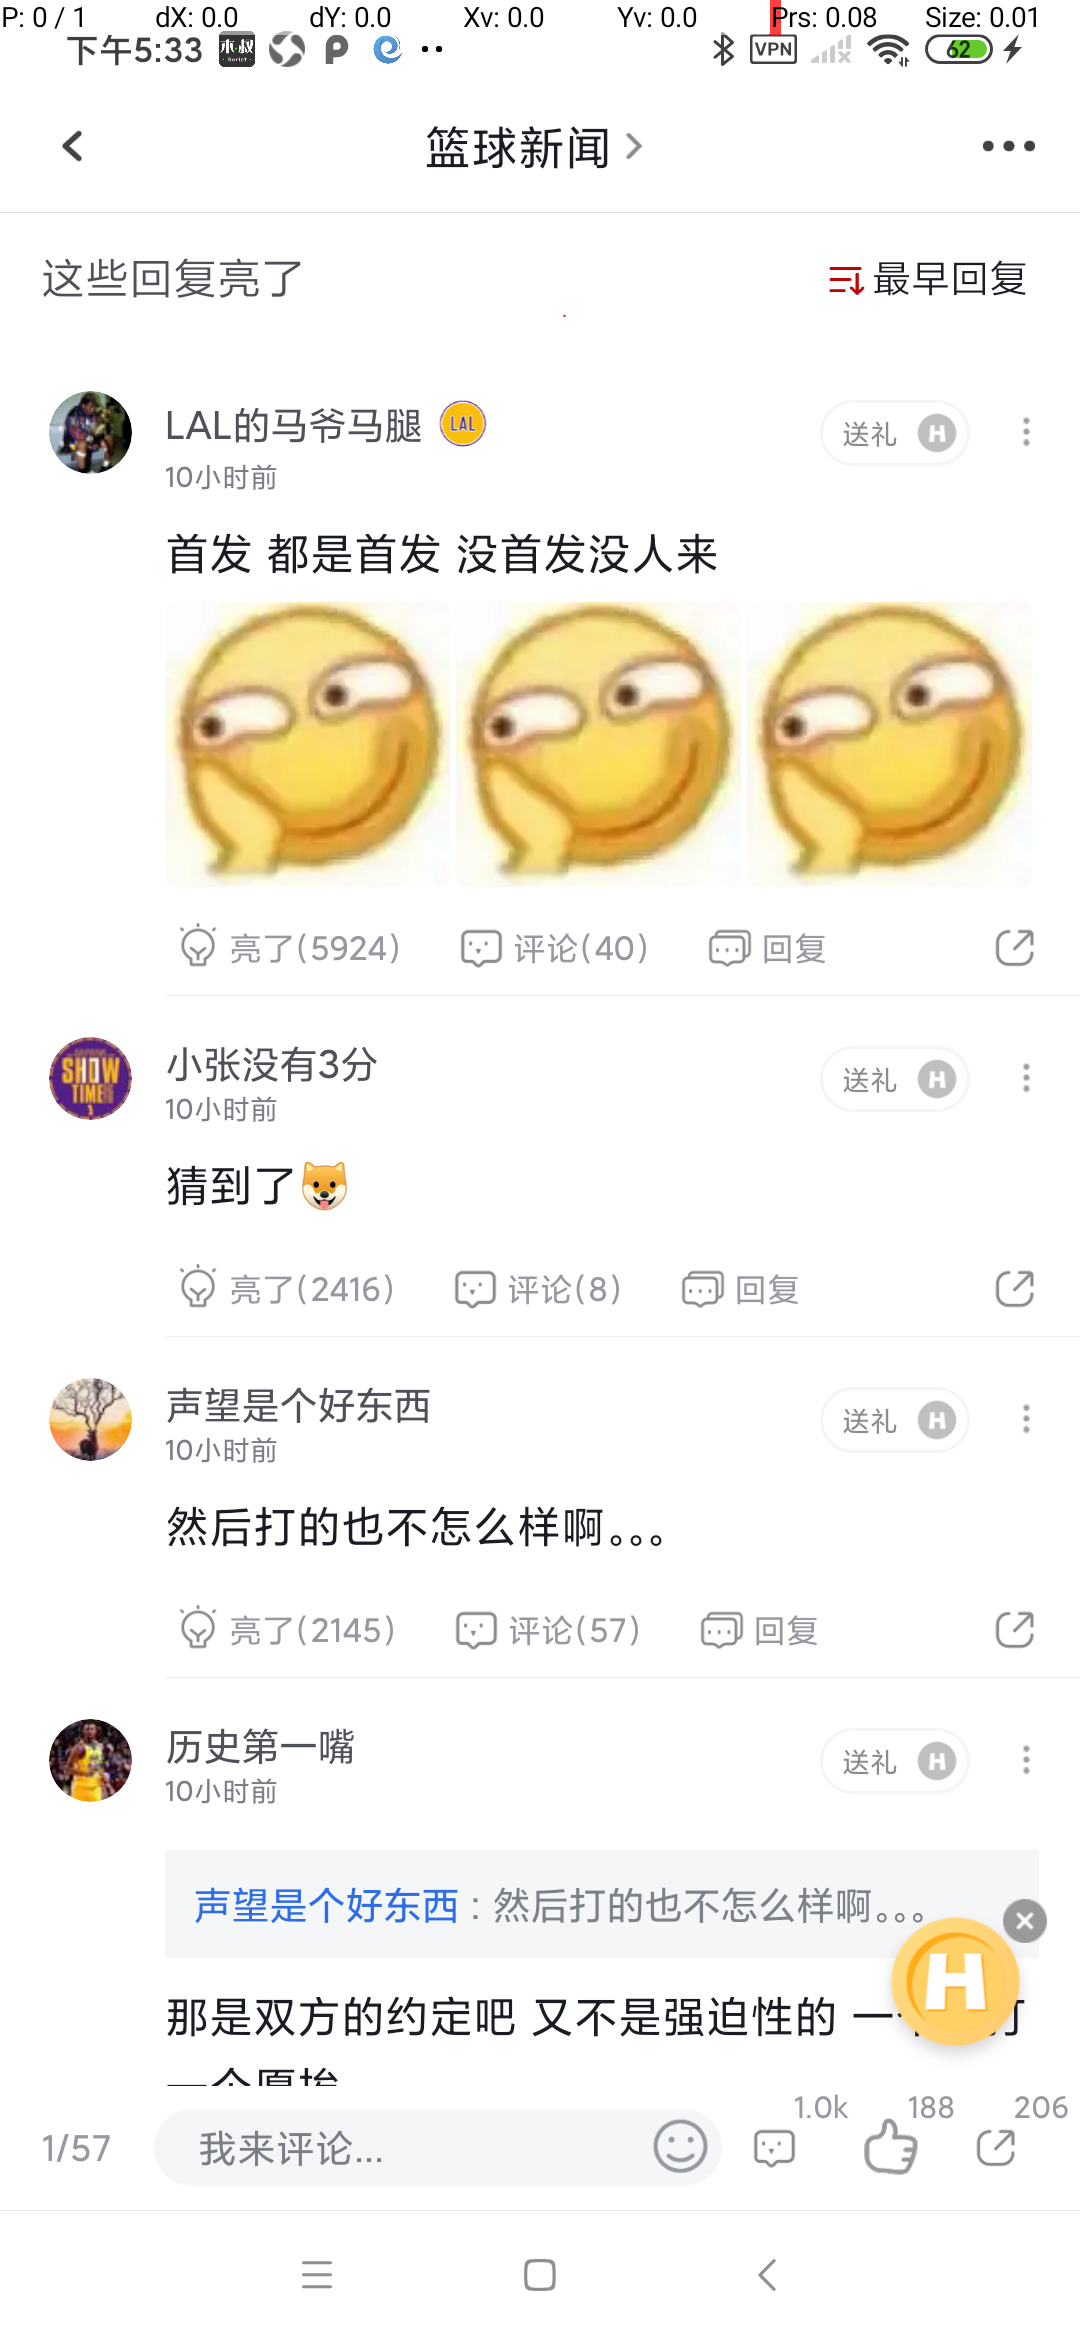 P: 0 / 1 dX: 0.0 dY: 0.0 Xv: 0.0 Yv: 0.0 Prs: 0.08 Size: 0.01
下午5:33 木叔 Script P e VPN 62
篮球新闻
这些回复亮了 最早回复
LAL的马爷马腿 LAL 送礼 H
10小时前
首发 都是首发 没首发没人来
亮了(5924) 评论(40) 回复
小张没有3分 SHOW TIME 送礼 H
10小时前
猜到了
亮了(2416) 评论(8) 回复
声望是个好东西 送礼 H
10小时前
然后打的也不怎么样啊。。。
亮了(2145) 评论(57) 回复
历史第一嘴 送礼 H
10小时前
声望是个好东西 : 然后打的也不怎么样啊。。。
H
那是双方的约定吧 又不是强迫性的 一
一个愿挨
1/57 我来评论... 1.0k 188 206